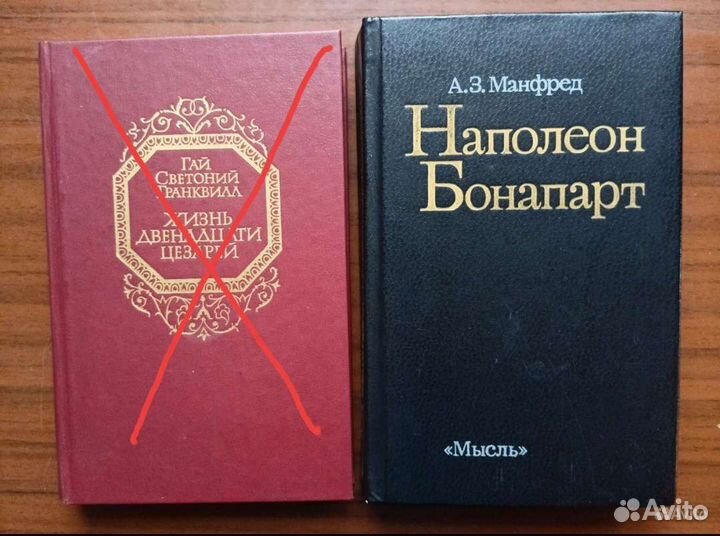 Гай
Светоний
Транквилл
Жизнь
двенадцати
цезарей
А.З. Манфред
Наполеон
Бонапарт
«Мысль»
Avito